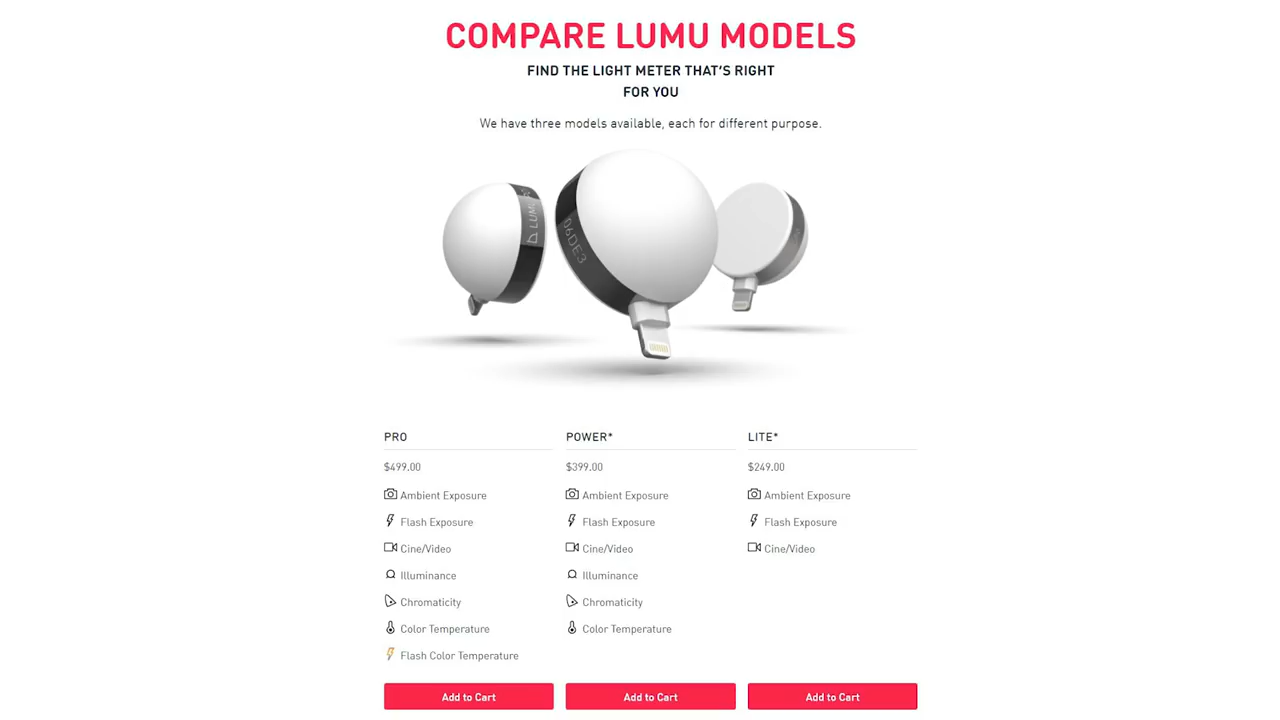 COMPARE LUMU MODELS
FIND THE LIGHT METER THAT'S RIGHT
FOR YOU
We have three models available, each for different purpose.
LUMU
06DE3
PRO
$499.00
Ambient Exposure
Flash Exposure
Cine/Video
Illuminance
Chromaticity
Color Temperature
Flash Color Temperature
Add to Cart
POWER*
$399.00
Ambient Exposure
Flash Exposure
Cine/Video
Illuminance
Chromaticity
Color Temperature
Add to Cart
LITE*
$249.00
Ambient Exposure
Flash Exposure
Cine/Video
Add to Cart